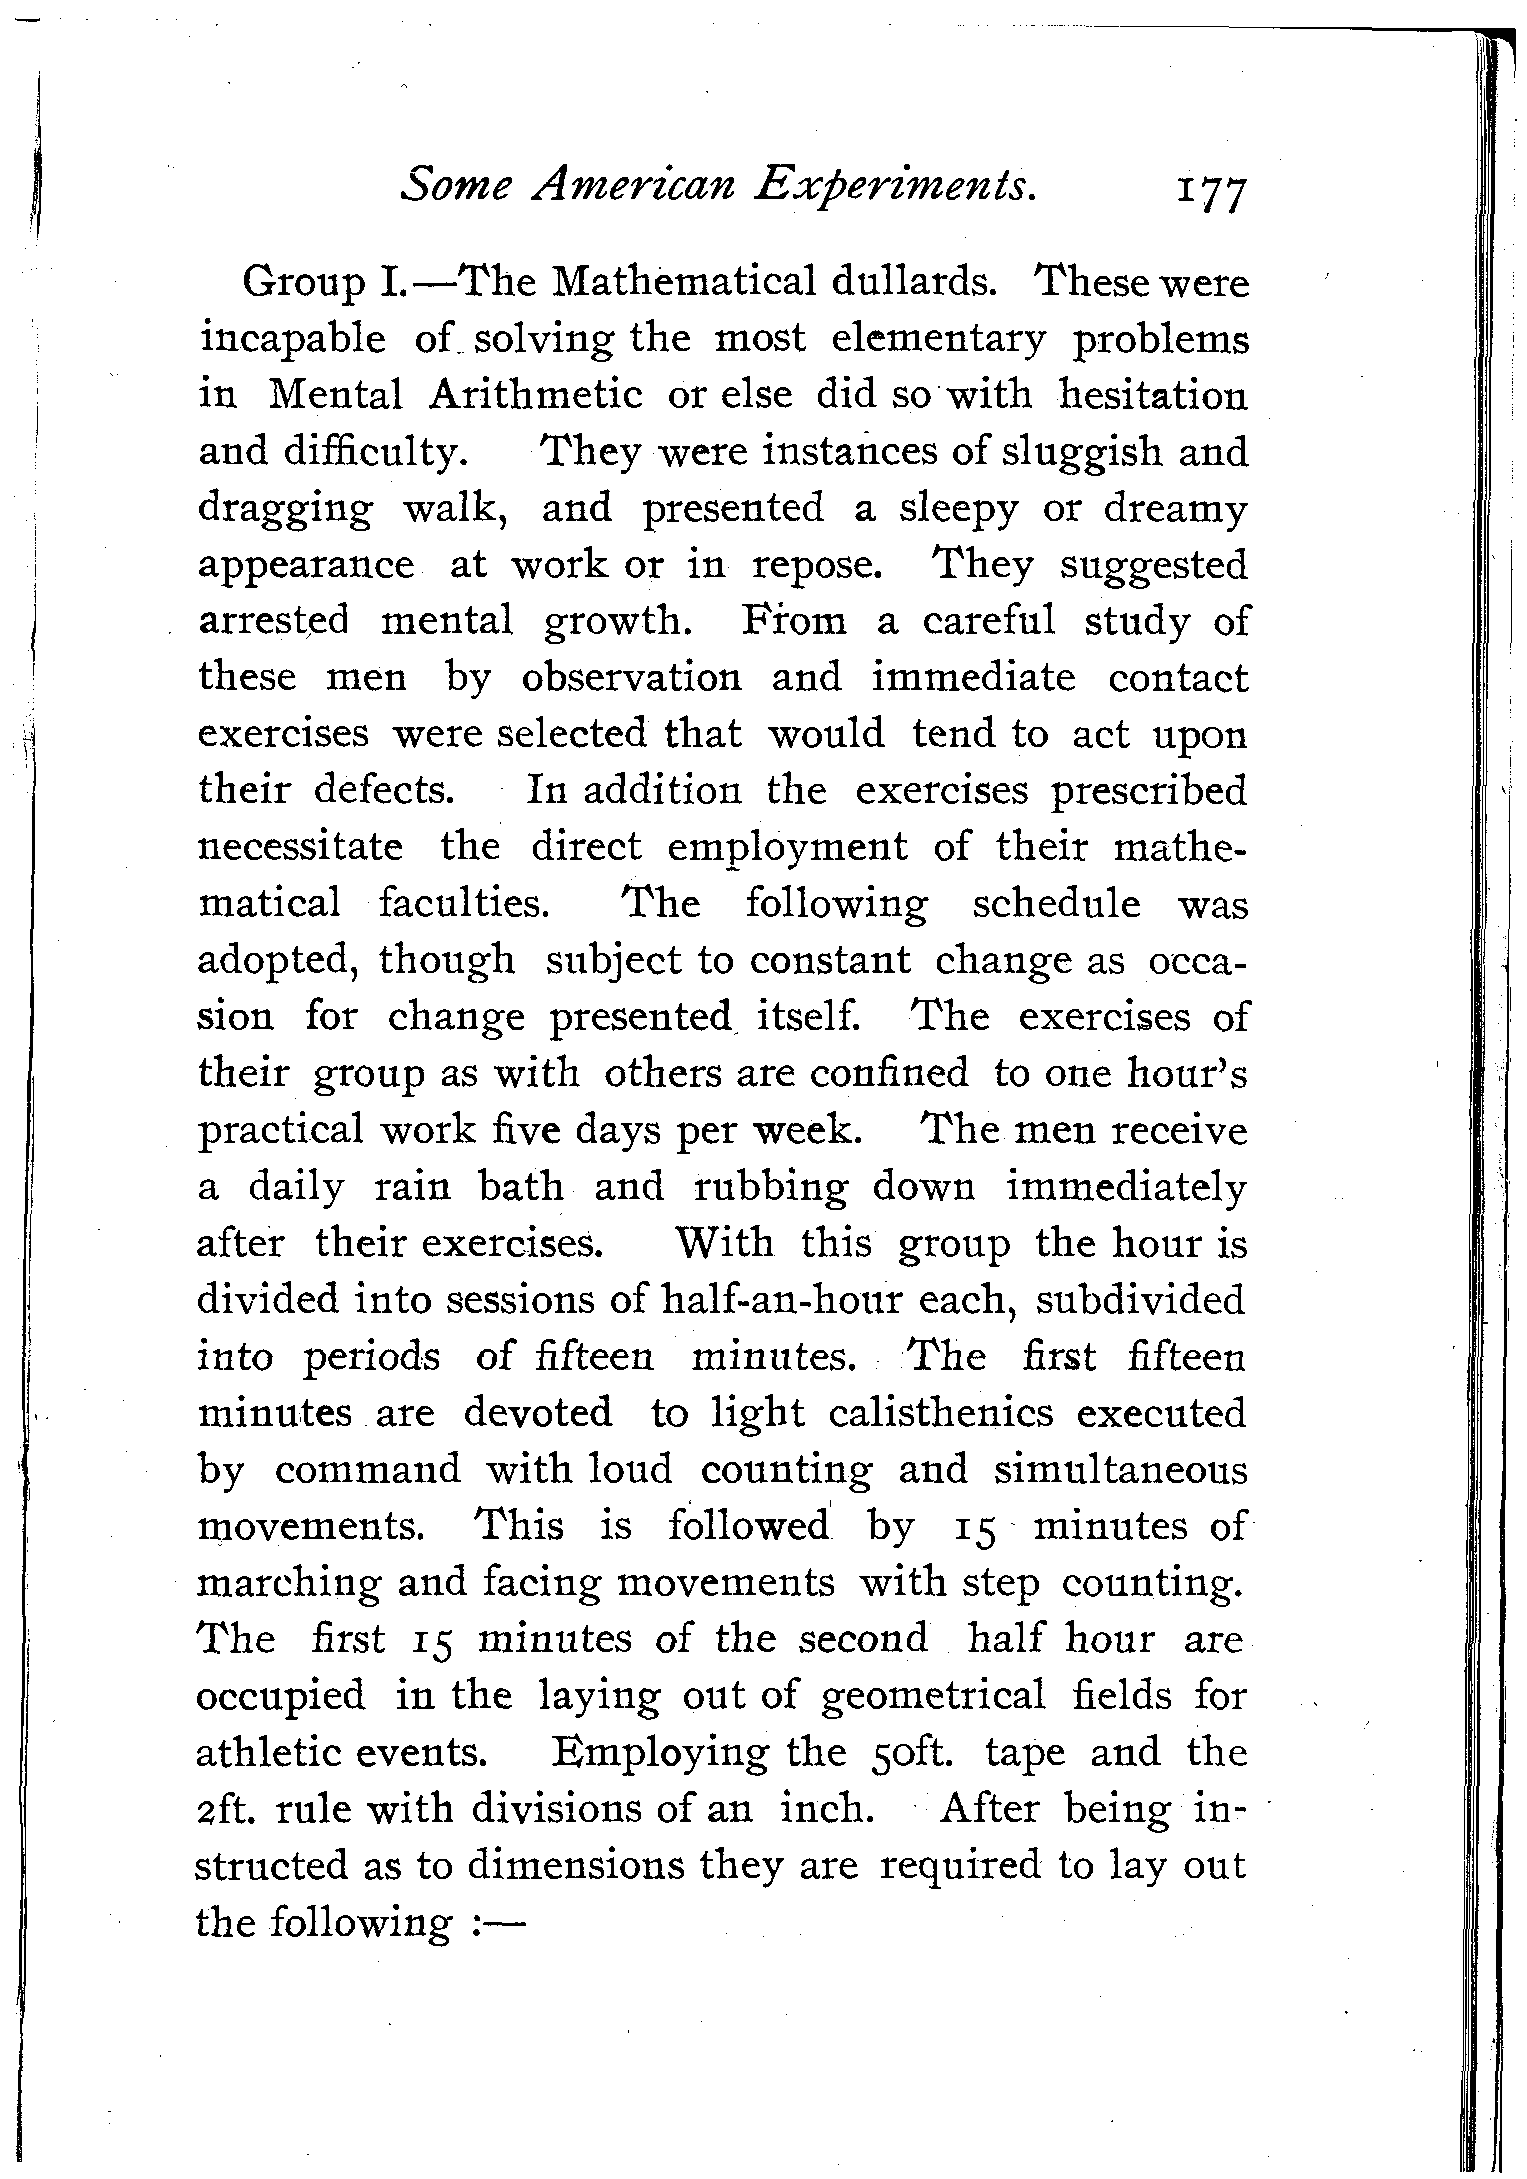 Some American Experiments. 177
Group I.—The Mathematical dullards. These were
incapable of solving the most elementary problems
in Mental Arithmetic or else did so with hesitation
and difficulty. They were instances of sluggish and
dragging walk, and presented a sleepy or dreamy
appearance at work or in repose. They suggested
arrested mental growth. From a careful study of
these men by observation and immediate contact
exercises were selected that would tend to act upon
their defects. In addition the exercises prescribed
necessitate the direct employment of their mathe-
matical faculties. The following schedule was
adopted, though subject to constant change as occa-
sion for change presented itself. The exercises of
their group as with others are confined to one hour's
practical work five days per week. The men receive
a daily rain bath and rubbing down immediately
after their exercises. With this group the hour is
divided into sessions of half-an-hour each, subdivided
into periods of fifteen minutes. The first fifteen
minutes are devoted to light calisthenics executed
by command with loud counting and simultaneous
movements. This is followed by 15 minutes of
marching and facing movements with step counting.
The first 15 minutes of the second half hour are
occupied in the laying out of geometrical fields for
athletic events. Employing the 50ft. tape and the
2ft. rule with divisions of an inch. After being in-
structed as to dimensions they are required to lay out
the following :—